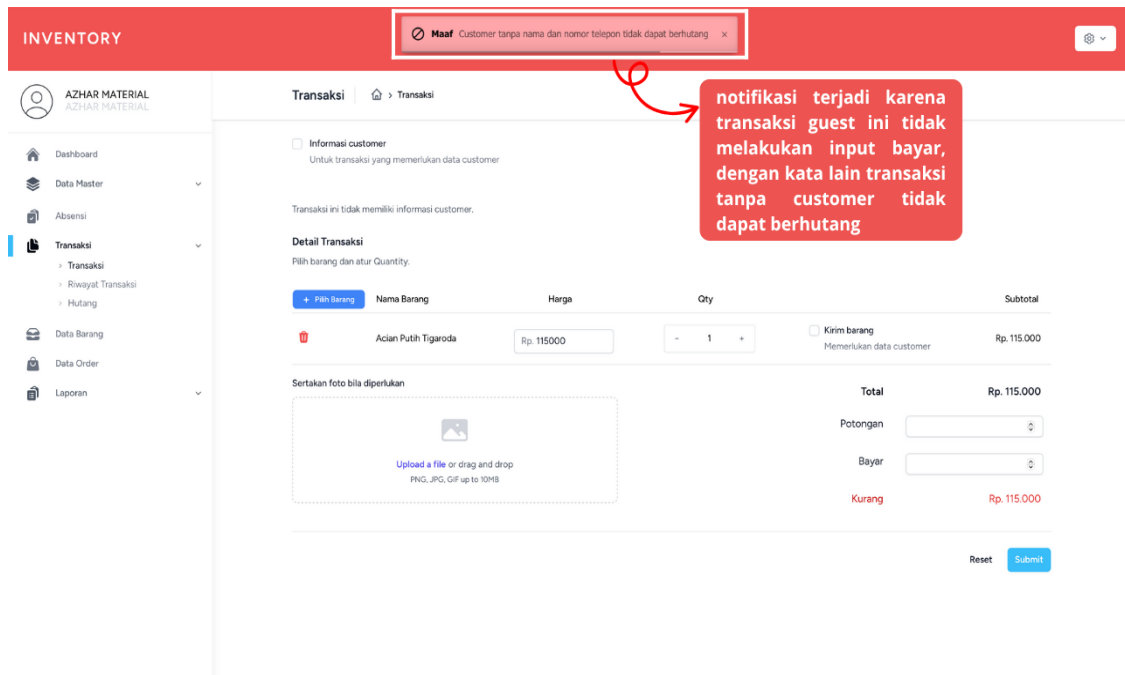 INVENTORY
Maaf Customer tanpa nama dan nomor telepon tidak dapat berhutang ×
AZHAR MATERIAL
AZHAR MATERIAL
Transaksi > Transaksi
notifikasi terjadi karena
transaksi guest ini tidak
melakukan input bayar,
dengan kata lain transaksi
tanpa customer tidak
dapat berhutang
Dashboard
Data Master
Absensi
Transaksi
> Transaksi
> Riwayat Transaksi
> Hutang
Data Barang
Data Order
Laporan
Informasi customer
Untuk transaksi yang memerlukan data customer
Transaksi ini tidak memiliki informasi customer.
Detail Transaksi
Pilih barang dan atur Quantity.
+ Pilih Barang Nama Barang Harga Qty Subtotal
Acian Putih Tigaroda Rp. 115000 - 1 + Kirim barang Rp. 115.000
Memerlukan data customer
Sertakan foto bila diperlukan
Upload a file or drag and drop
PNG, JPG, GIF up to 10MB
Total Rp. 115.000
Potongan
Bayar
Kurang Rp. 115.000
Reset Submit